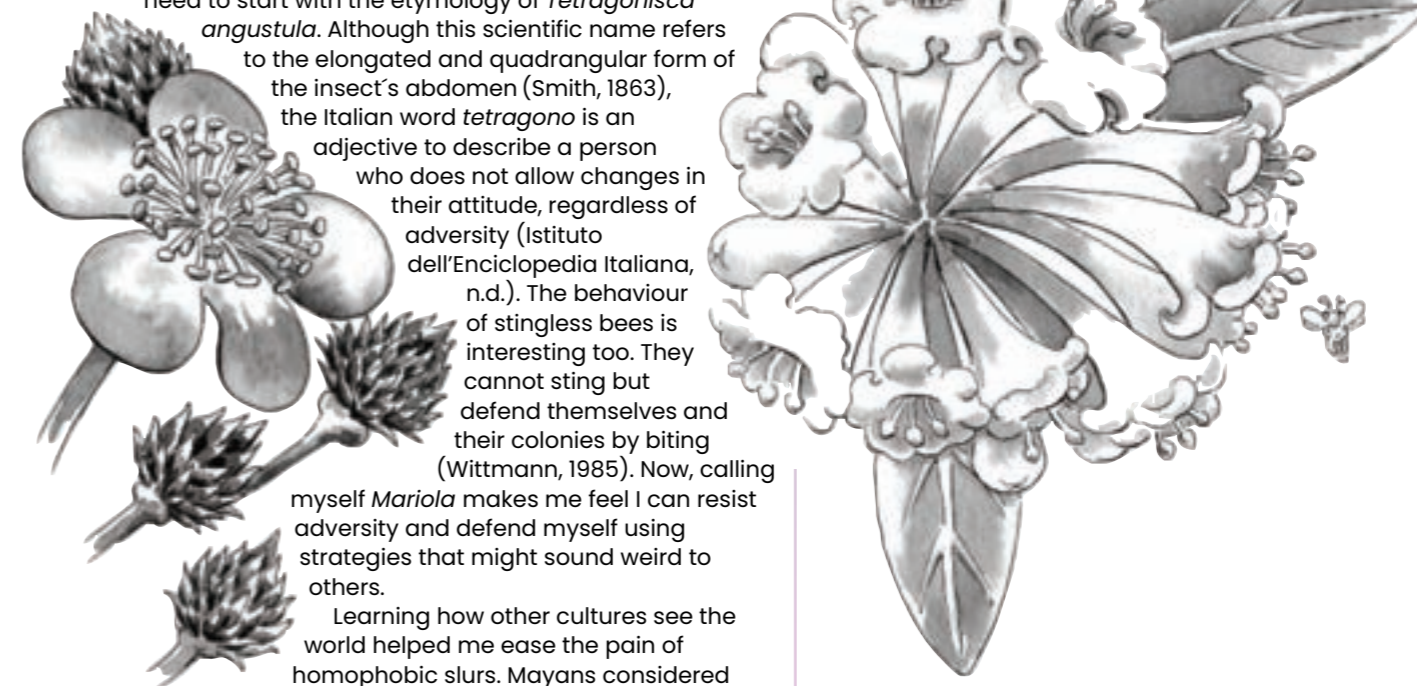 need to start with the etymology of Tetragonisca
angustula. Although this scientific name refers
to the elongated and quadrangular form of
the insect´s abdomen (Smith, 1863),
the Italian word tetragono is an
adjective to describe a person
who does not allow changes in
their attitude, regardless of
adversity (Istituto
dell’Enciclopedia Italiana,
n.d.). The behaviour
of stingless bees is
interesting too. They
cannot sting but
defend themselves and
their colonies by biting
(Wittmann, 1985). Now, calling
myself Mariola makes me feel I can resist
adversity and defend myself using
strategies that might sound weird to
others.
Learning how other cultures see the
world helped me ease the pain of
homophobic slurs. Mayans considered